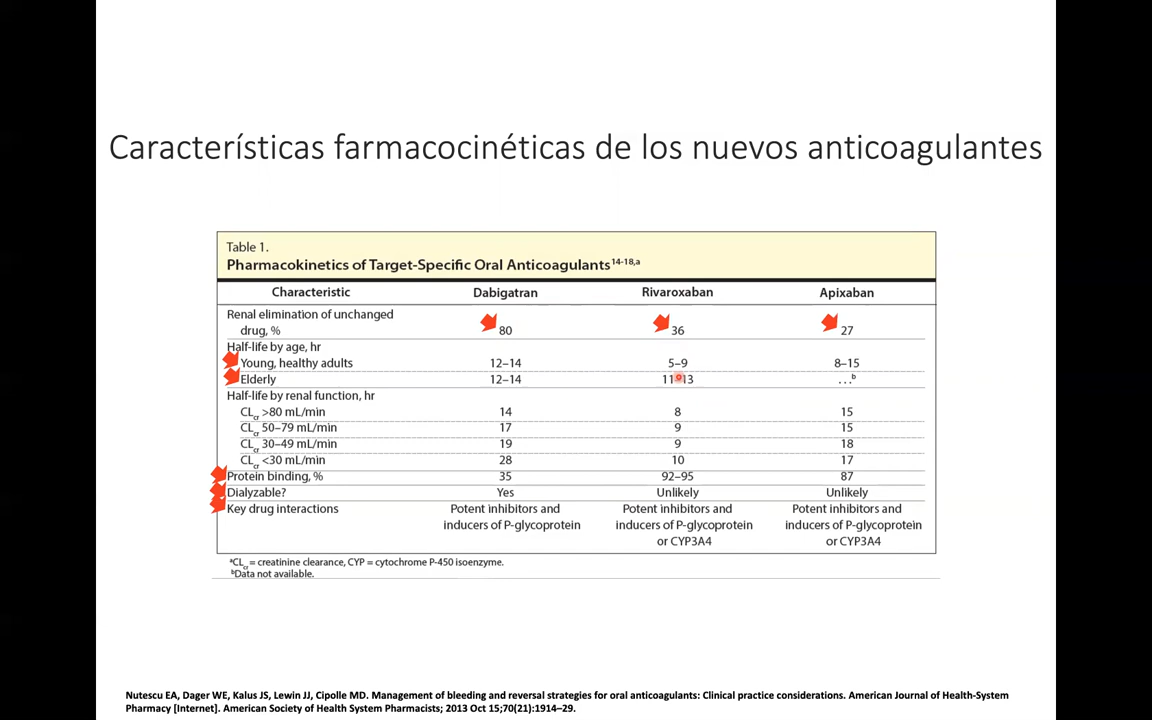 Características farmacocinéticas de los nuevos anticoagulantes
Table 1.
Pharmacokinetics of Target-Specific Oral Anticoagulants14-18,a
Characteristic Dabigatran Rivaroxaban Apixaban
Renal elimination of unchanged
drug, % 80 36 27
Half-life by age, hr
Young, healthy adults 12–14 5–9 8–15
Elderly 12–14 11–13 . . .b
Half-life by renal function, hr
CLcr >80 mL/min 14 8 15
CLcr 50–79 mL/min 17 9 15
CLcr 30–49 mL/min 19 9 18
CLcr <30 mL/min 28 10 17
Protein binding, % 35 92–95 87
Dialyzable? Yes Unlikely Unlikely
Key drug interactions Potent inhibitors and Potent inhibitors and Potent inhibitors and
inducers of P-glycoprotein inducers of P-glycoprotein inducers of P-glycoprotein
or CYP3A4 or CYP3A4
aCLcr = creatinine clearance, CYP = cytochrome P-450 isoenzyme.
bData not available.
Nutescu EA, Dager WE, Kalus JS, Lewin JJ, Cipolle MD. Management of bleeding and reversal strategies for oral anticoagulants: Clinical practice considerations. American Journal of Health-System
Pharmacy [Internet]. American Society of Health System Pharmacists; 2013 Oct 15;70(21):1914–29.